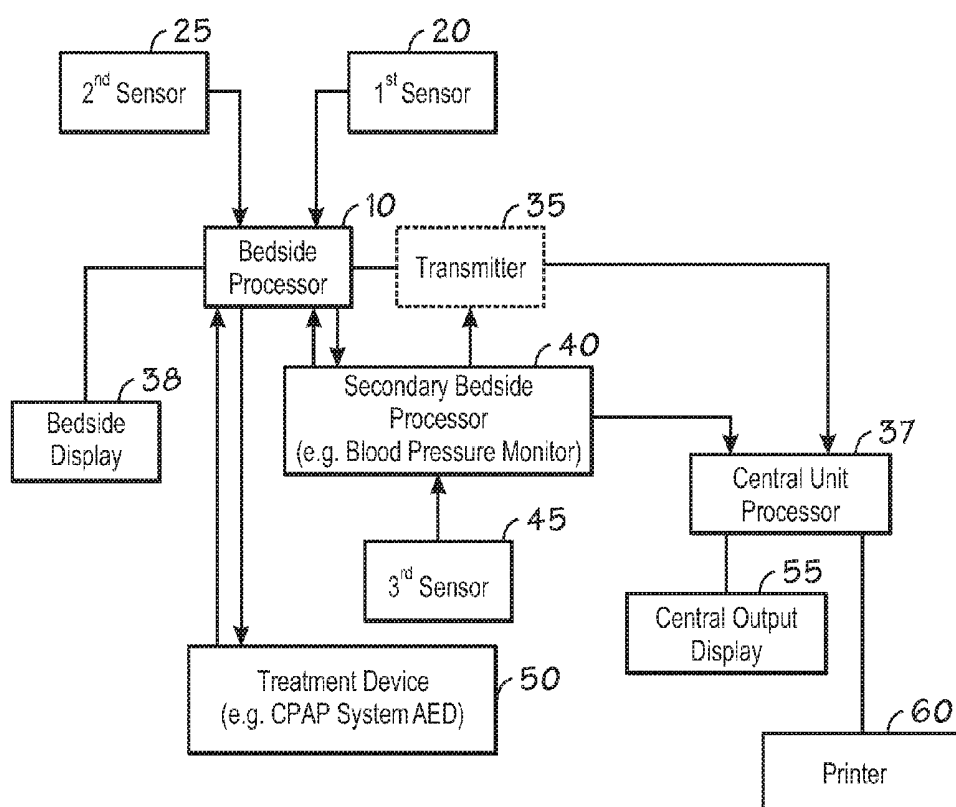 25
20
2nd Sensor
1st Sensor
10
35
Bedside
Processor
Transmitter
40
38
Secondary Bedside
Processor
(e.g. Blood Pressure Monitor)
Bedside
Display
37
Central Unit
Processor
45
3rd Sensor
55
Central Output
Display
50
Treatment Device
(e.g. CPAP System AED)
60
Printer